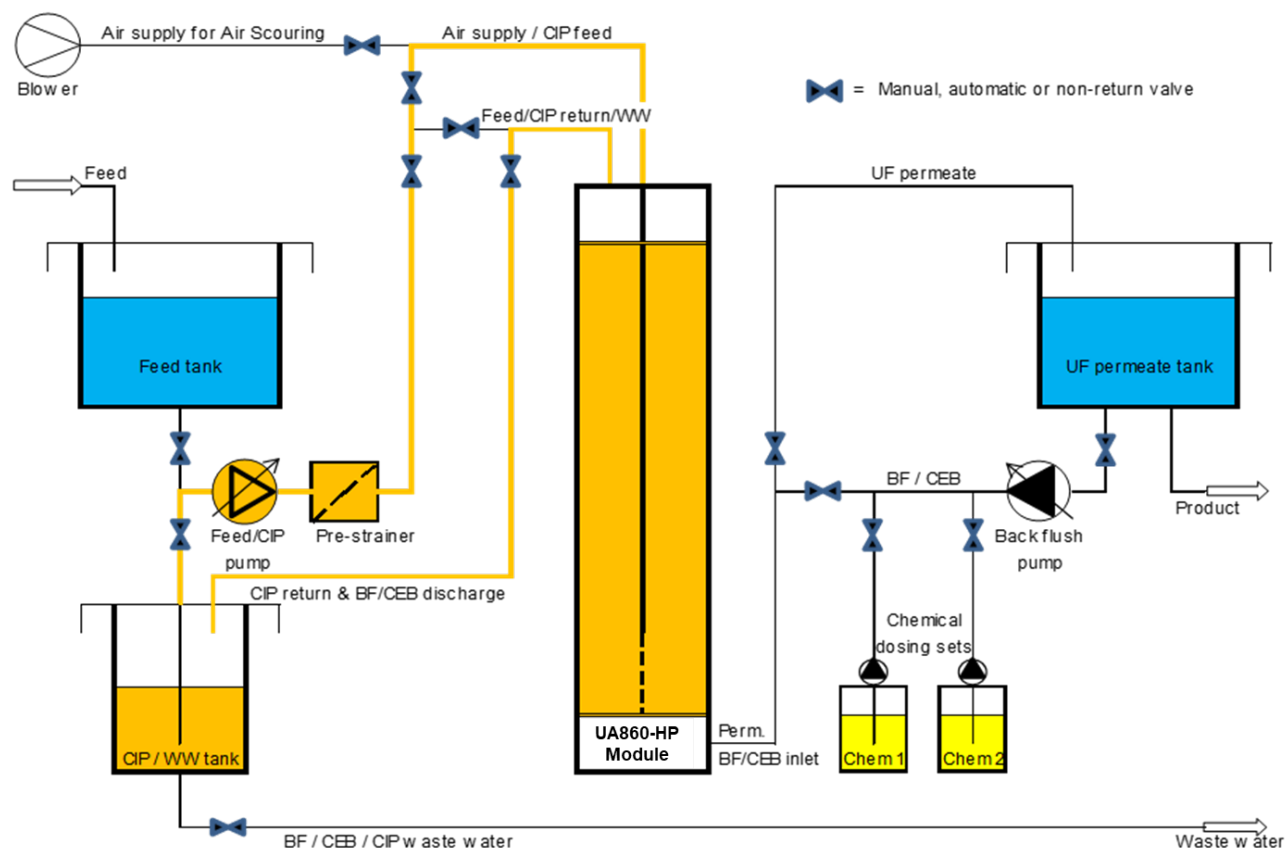 Air supply for Air Scouring
Air supply / CIP feed
Blower
= Manual, automatic or non-return valve
Feed/CIP return/WW
Feed
UF permeate
Feed tank
UF permeate tank
BF / CEB
Product
Feed/CIP
pump
Pre-strainer
Back flush
pump
CIP return & BF/CEB discharge
Chemical
dosing sets
UA860-HP
Module
Perm.
BF/CEB inlet
CIP / WW tank
Chem 1
Chem 2
BF / CEB / CIP waste water
Waste water